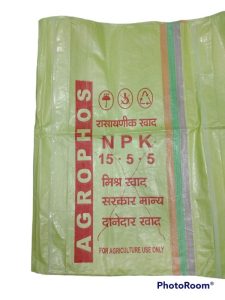 AGROPHOS
रासायणीक खाद
NPK
15-5-5
मिश्र खाद
सरकार मान्य
दानेदार खाद
FOR AGRICULTURE USE ONLY
PhotoRoom®